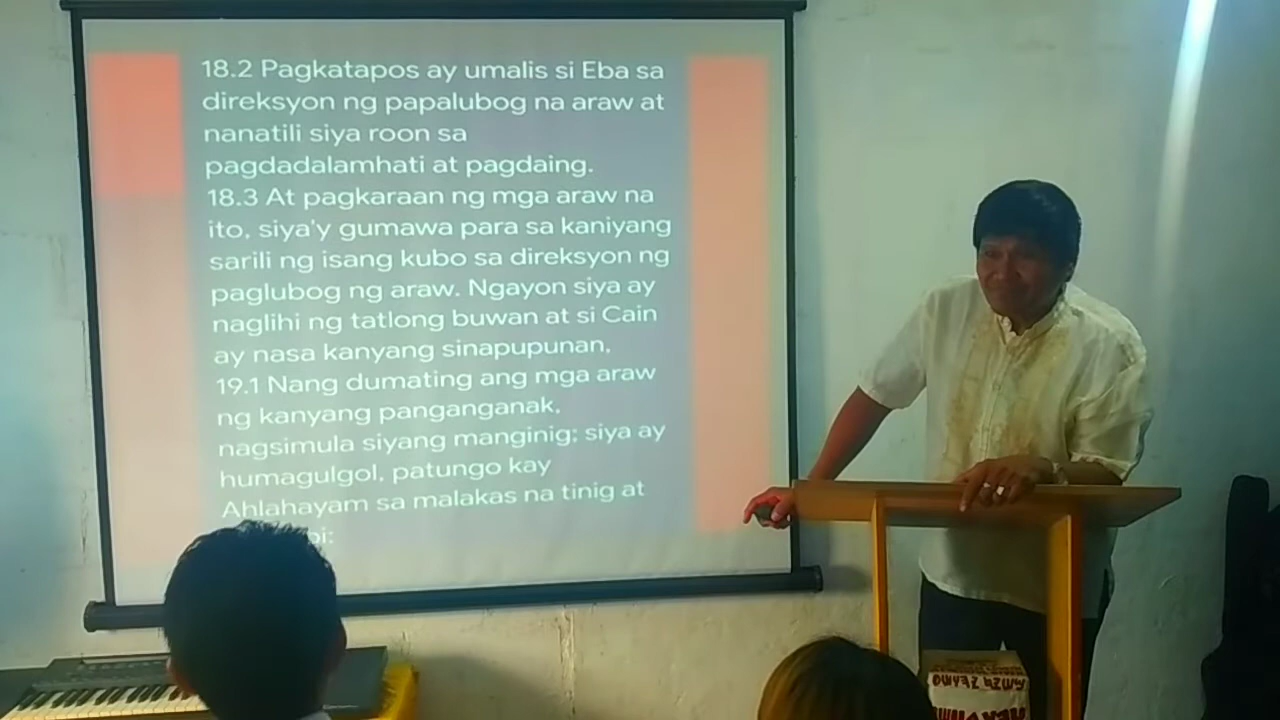 18.2 Pagkatapos ay umalis si Eba sa
direksyon ng papalubog na araw at
nanatili siya roon sa
pagdadalamhati at pagdaing.
18.3 At pagkaraan ng mga araw na
ito, siya'y gumawa para sa kaniyang
sarili ng isang kubo sa direksyon ng
paglubog ng araw. Ngayon siya ay
naglihi ng tatlong buwan at si Cain
ay nasa kanyang sinapupunan,
19.1 Nang dumating ang mga araw
ng kanyang panganganak,
nagsimula siyang manginig; siya ay
humagulgol, patungo kay
Ahlahayam sa malakas na tinig at